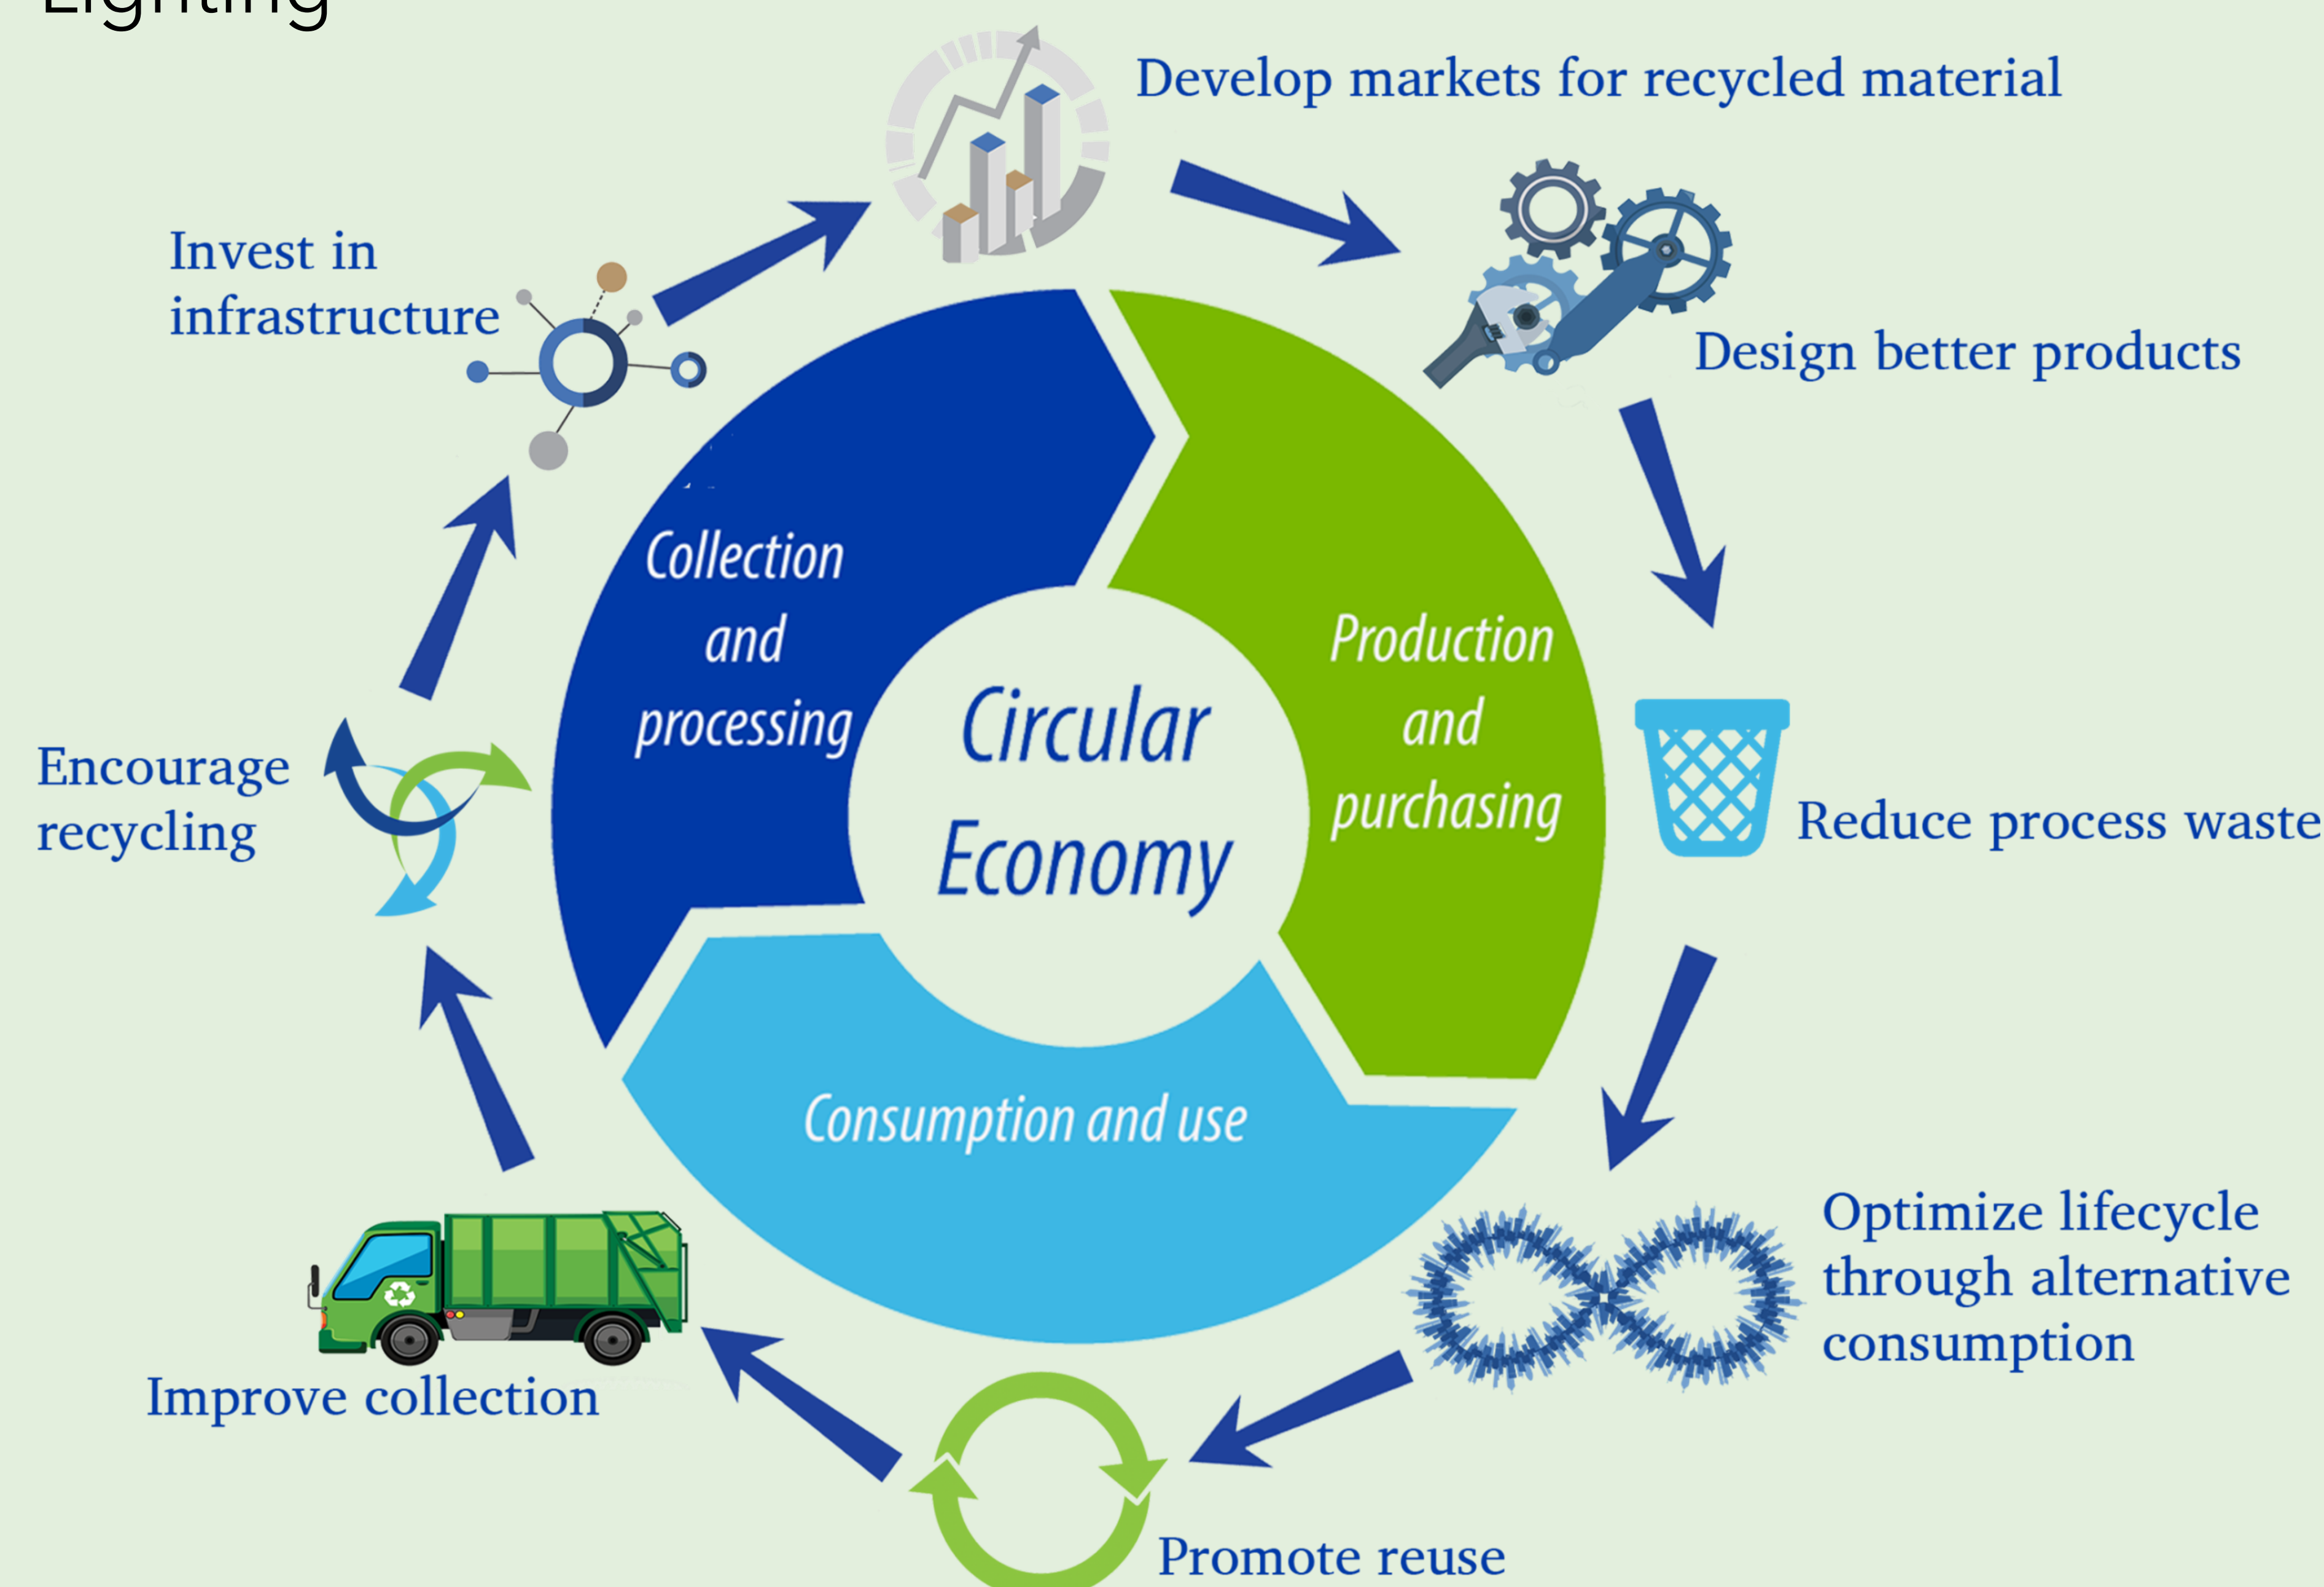 Lighting
Develop markets for recycled material
Invest in
infrastructure
Design better products
Collection
and
processing
Production
and
purchasing
Circular
Economy
Encourage
recycling
Reduce process waste
Consumption and use
Optimize lifecycle
through alternative
consumption
Improve collection
Promote reuse